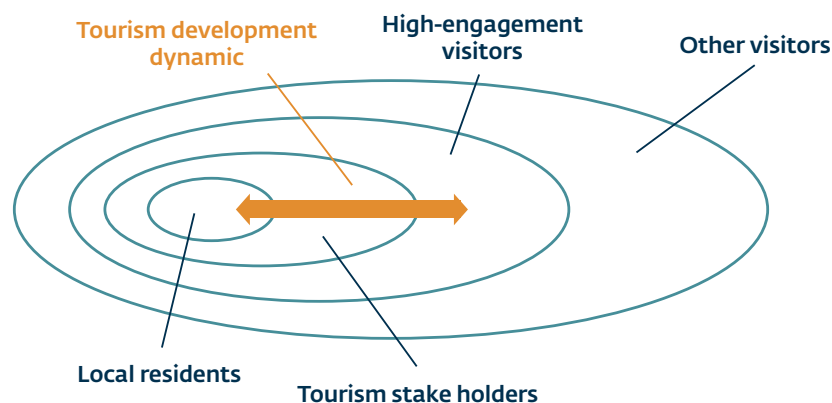 Tourism development
dynamic
High-engagement
visitors
Other visitors
Local residents
Tourism stake holders